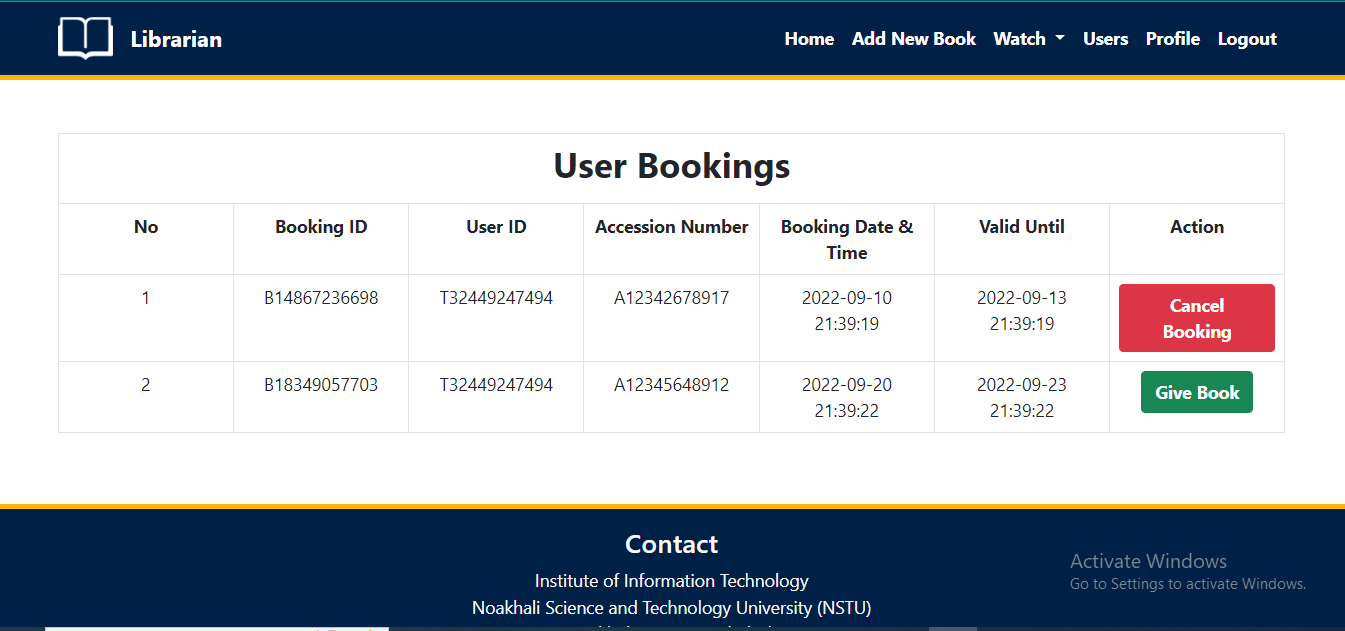 Librarian
Home Add New Book Watch Users Profile Logout
User Bookings
No Booking ID User ID Accession Number Booking Date & Time Valid Until Action
1 B14867236698 T32449247494 A12342678917 2022-09-10 21:39:19 2022-09-13 21:39:19 Cancel Booking
2 B18349057703 T32449247494 A12345648912 2022-09-20 21:39:22 2022-09-23 21:39:22 Give Book
Contact
Institute of Information Technology
Noakhali Science and Technology University (NSTU)
Activate Windows
Go to Settings to activate Windows.